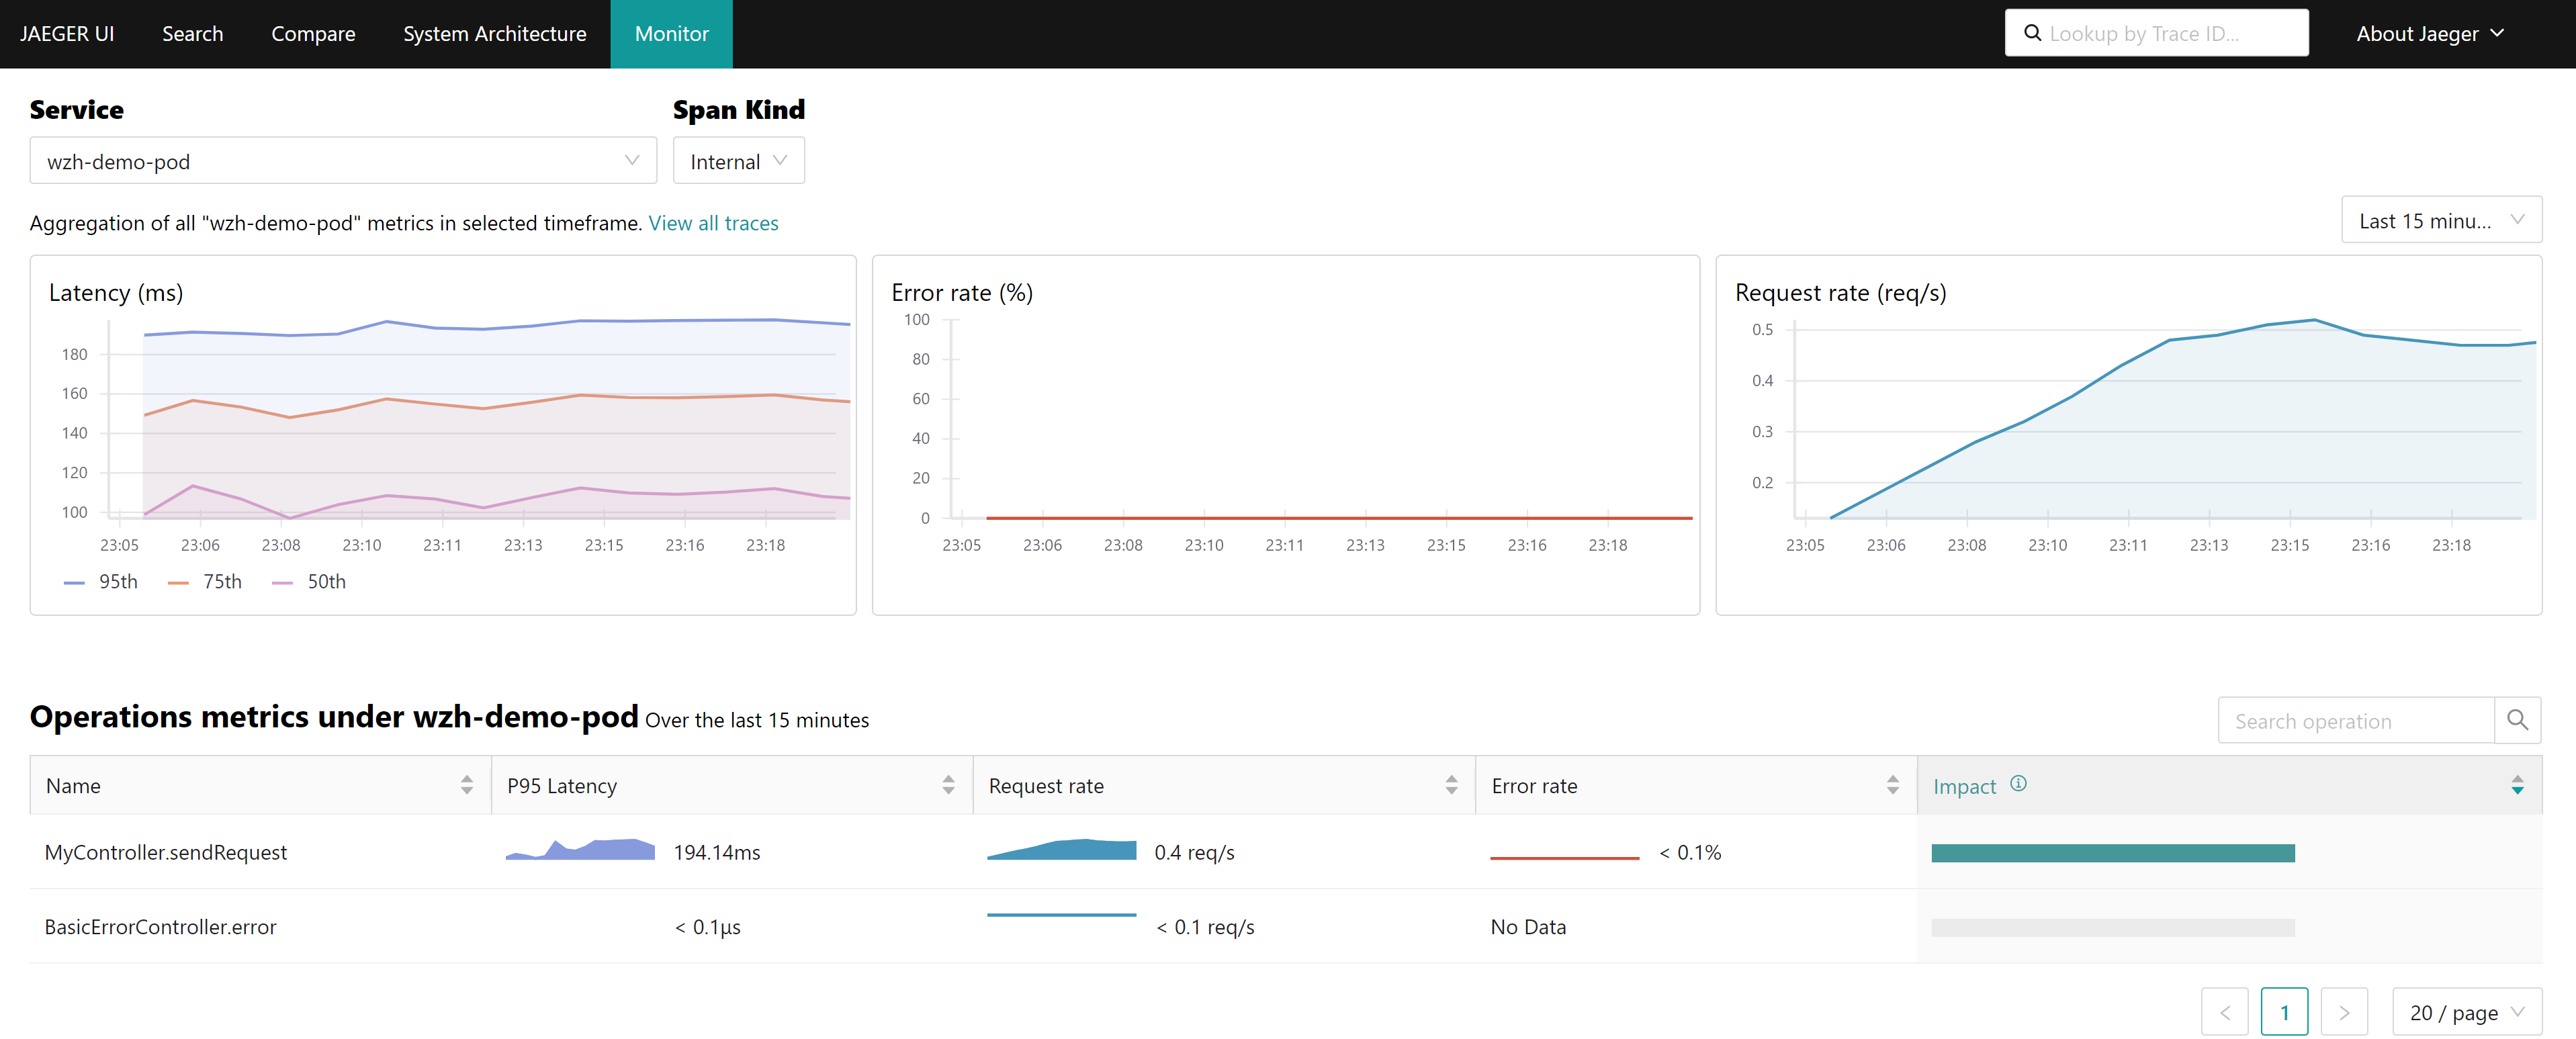 JAEGER UI Search Compare System Architecture Monitor Lookup by Trace ID... About Jaeger
Service Span Kind
wzh-demo-pod Internal
Aggregation of all "wzh-demo-pod" metrics in selected timeframe. View all traces Last 15 minu...
Latency (ms)
180
160
140
120
100
23:05 23:06 23:08 23:10 23:11 23:13 23:15 23:16 23:18
95th 75th 50th
Error rate (%)
100
80
60
40
20
0
23:05 23:06 23:08 23:10 23:11 23:13 23:15 23:16 23:18
Request rate (req/s)
0.5
0.4
0.3
0.2
23:05 23:06 23:08 23:10 23:11 23:13 23:15 23:16 23:18
Operations metrics under wzh-demo-pod Over the last 15 minutes Search operation
Name P95 Latency Request rate Error rate Impact
MyController.sendRequest 194.14ms 0.4 req/s < 0.1%
BasicErrorController.error < 0.1μs < 0.1 req/s No Data
< 1 > 20 / page